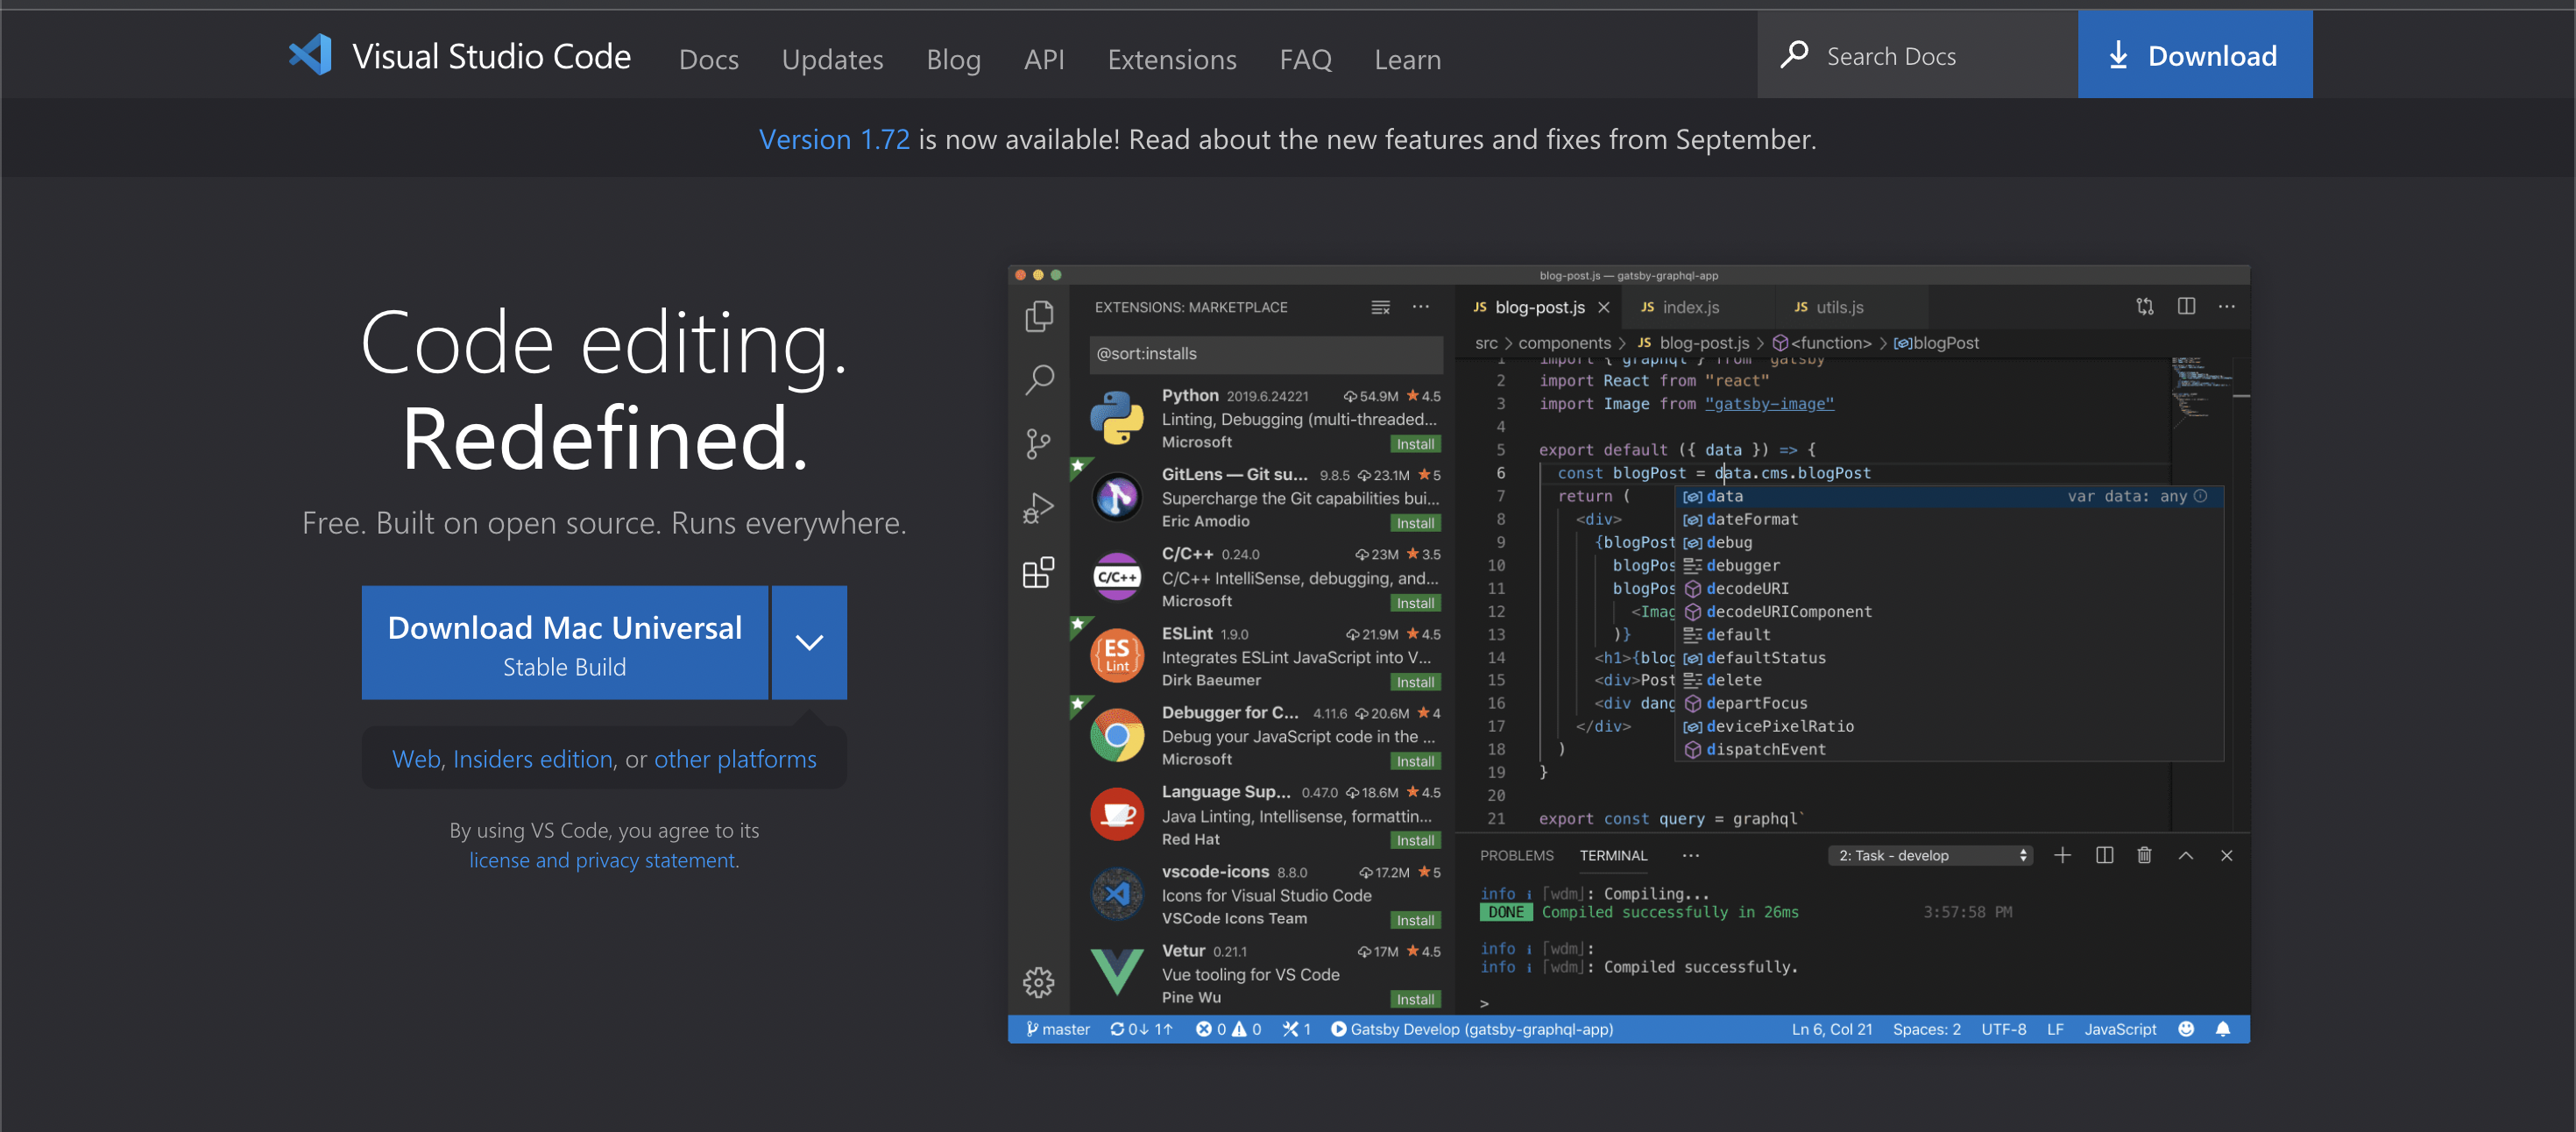 Visual Studio Code Docs Updates Blog API Extensions FAQ Learn Search Docs Download
Version 1.72 is now available! Read about the new features and fixes from September.
Code editing.
Redefined.
Free. Built on open source. Runs everywhere.
Download Mac Universal
Stable Build
Web, Insiders edition, or other platforms
By using VS Code, you agree to its
license and privacy statement.
blog-post.js — gatsby-graphql-app
EXTENSIONS: MARKETPLACE
@sort:installs
Python 2019.6.24221 54.9M 4.5
Linting, Debugging (multi-threaded...
Microsoft Install
GitLens — Git su... 9.8.5 23.1M 5
Supercharge the Git capabilities bui...
Eric Amodio Install
C/C++
C/C++ 0.24.0 23M 3.5
C/C++ IntelliSense, debugging, and...
Microsoft Install
ES
Lint
ESLint 1.9.0 21.9M 4.5
Integrates ESLint JavaScript into V...
Dirk Baeumer Install
Debugger for C... 4.11.6 20.6M 4
Debug your JavaScript code in the ...
Microsoft Install
Language Sup... 0.47.0 18.6M 4.5
Java Linting, Intellisense, formattin...
Red Hat Install
vscode-icons 8.8.0 17.2M 5
Icons for Visual Studio Code
VSCode Icons Team Install
Vetur 0.21.1 17M 4.5
Vue tooling for VS Code
Pine Wu Install
JS blog-post.js JS index.js JS utils.js
src > components > JS blog-post.js > <function> > blogPost
1 import { graphql } from "gatsby"
2 import React from "react"
3 import Image from "gatsby-image"
4
5 export default ({ data }) => {
6 const blogPost = data.cms.blogPost
7 return (
8 <div>
9 {blogPost
10 blogPos
11 blogPos
12 <Imag
13 )}
14 <h1>{blog
15 <div>Post
16 <div dang
17 </div>
18 )
19 }
20
21 export const query = graphql`
data var data: any
dateFormat
debug
debugger
decodeURI
decodeURIComponent
default
defaultStatus
delete
departFocus
devicePixelRatio
dispatchEvent
PROBLEMS TERMINAL ... 2: Task - develop
info i ⌈wdm⌋: Compiling...
DONE Compiled successfully in 26ms 3:57:58 PM
info i ⌈wdm⌋:
info i ⌈wdm⌋: Compiled successfully.
>
master 0↓ 1↑ 0 0 1 Gatsby Develop (gatsby-graphql-app) Ln 6, Col 21 Spaces: 2 UTF-8 LF JavaScript